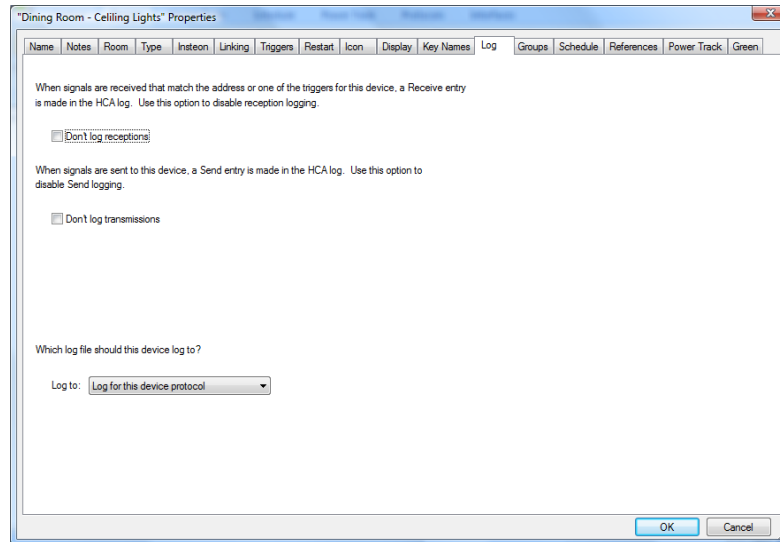 "Dining Room - Celiling Lights" Properties
Name Notes Room Type Insteon Linking Triggers Restart Icon Display Key Names Log Groups Schedule References Power Track Green
When signals are received that match the address or one of the triggers for this device, a Receive entry
is made in the HCA log. Use this option to disable reception logging.
Don't log receptions
When signals are sent to this device, a Send entry is made in the HCA log. Use this option to
disable Send logging.
Don't log transmissions
Which log file should this device log to?
Log to: Log for this device protocol
OK Cancel